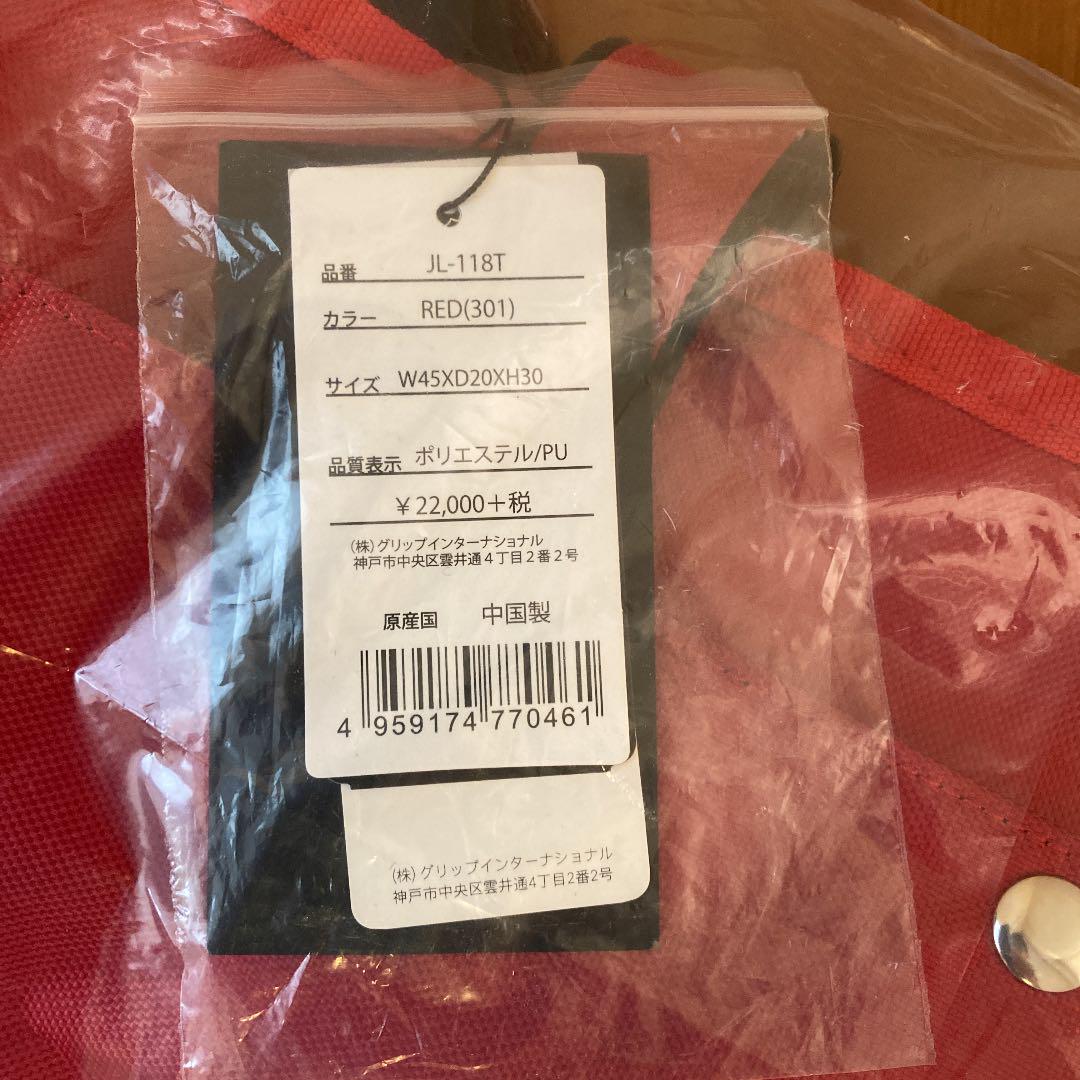 品番 JL-118T
カラー RED(301)
サイズ W45XD20XH30
品質表示 ポリエステル/PU
￥22,000＋税
（株）グリップインターナショナル
神戸市中央区雲井通４丁目２番２号
原産国 中国製
4 959174 770461
（株）グリップインターナショナル
神戸市中央区雲井通4丁目2番2号